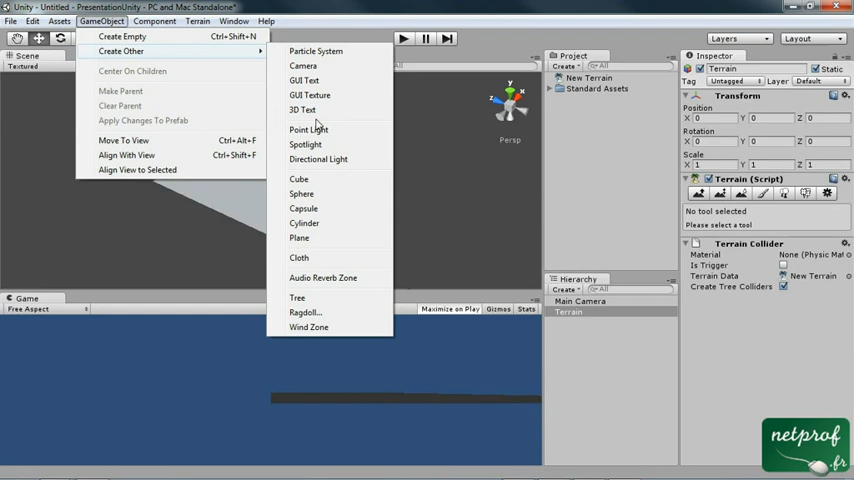 Unity - Untitled - PresentationUnity - PC and Mac Standalone*
File Edit Assets GameObject Component Terrain Window Help
Create Empty Ctrl+Shift+N
Create Other
Center On Children
Make Parent
Clear Parent
Apply Changes To Prefab
Move To View Ctrl+Alt+F
Align With View Ctrl+Shift+F
Align View to Selected
Particle System
Camera
GUI Text
GUI Texture
3D Text
Point Light
Spotlight
Directional Light
Cube
Sphere
Capsule
Cylinder
Plane
Cloth
Audio Reverb Zone
Tree
Ragdoll...
Wind Zone
Layers Layout
Scene
Textured
All
y
x
z
Persp
Game
Free Aspect Maximize on Play Gizmos Stats
Project
Create All
New Terrain
Standard Assets
Hierarchy
Create All
Main Camera
Terrain
Inspector
Terrain Static
Tag Untagged Layer Default
Transform
Position
X 0 Y 0 Z 0
Rotation
X 0 Y 0 Z 0
Scale
X 1 Y 1 Z 1
Terrain (Script)
No tool selected
Please select a tool
Terrain Collider
Material None (Physic Mat
Is Trigger
Terrain Data New Terrain
Create Tree Colliders
netprof
.fr